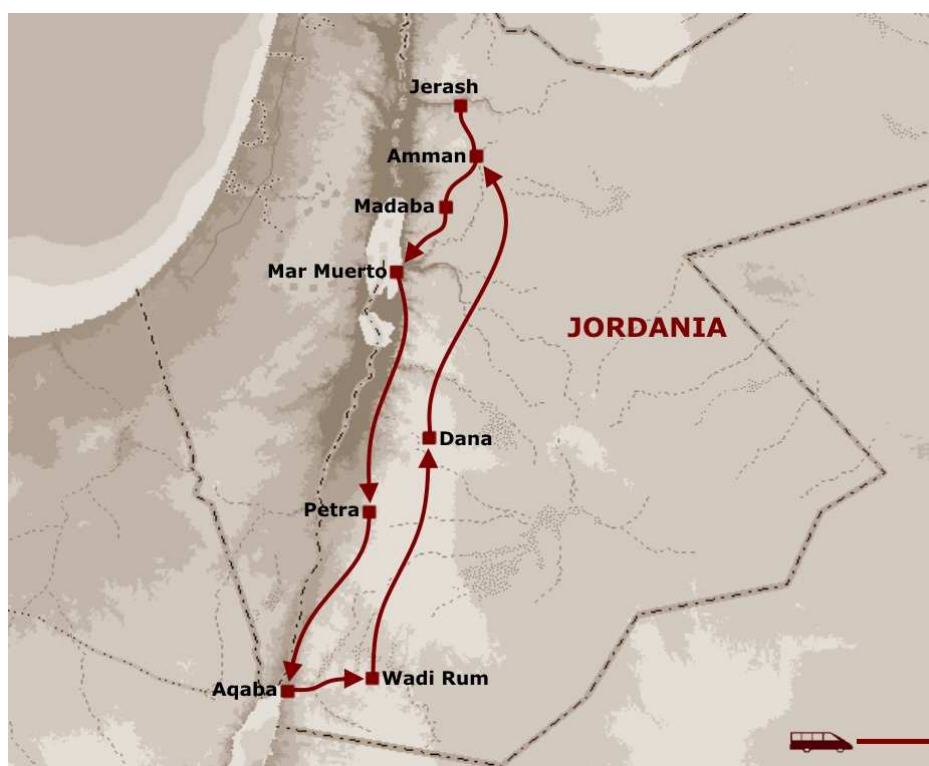 Jerash
Amman
Madaba
Mar Muerto
JORDANIA
Dana
Petra
Wadi Rum
Aqaba